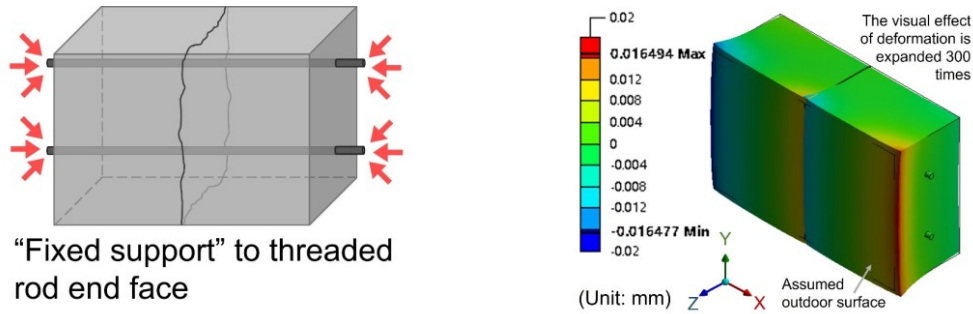 “Fixed support” to threaded
rod end face
0.02
0.016494 Max
0.012
0.008
0.004
0
-0.004
-0.008
-0.012
-0.016477 Min
-0.02
(Unit: mm)
Y
Z
X
The visual effect
of deformation is
expanded 300
times
Assumed
outdoor surface